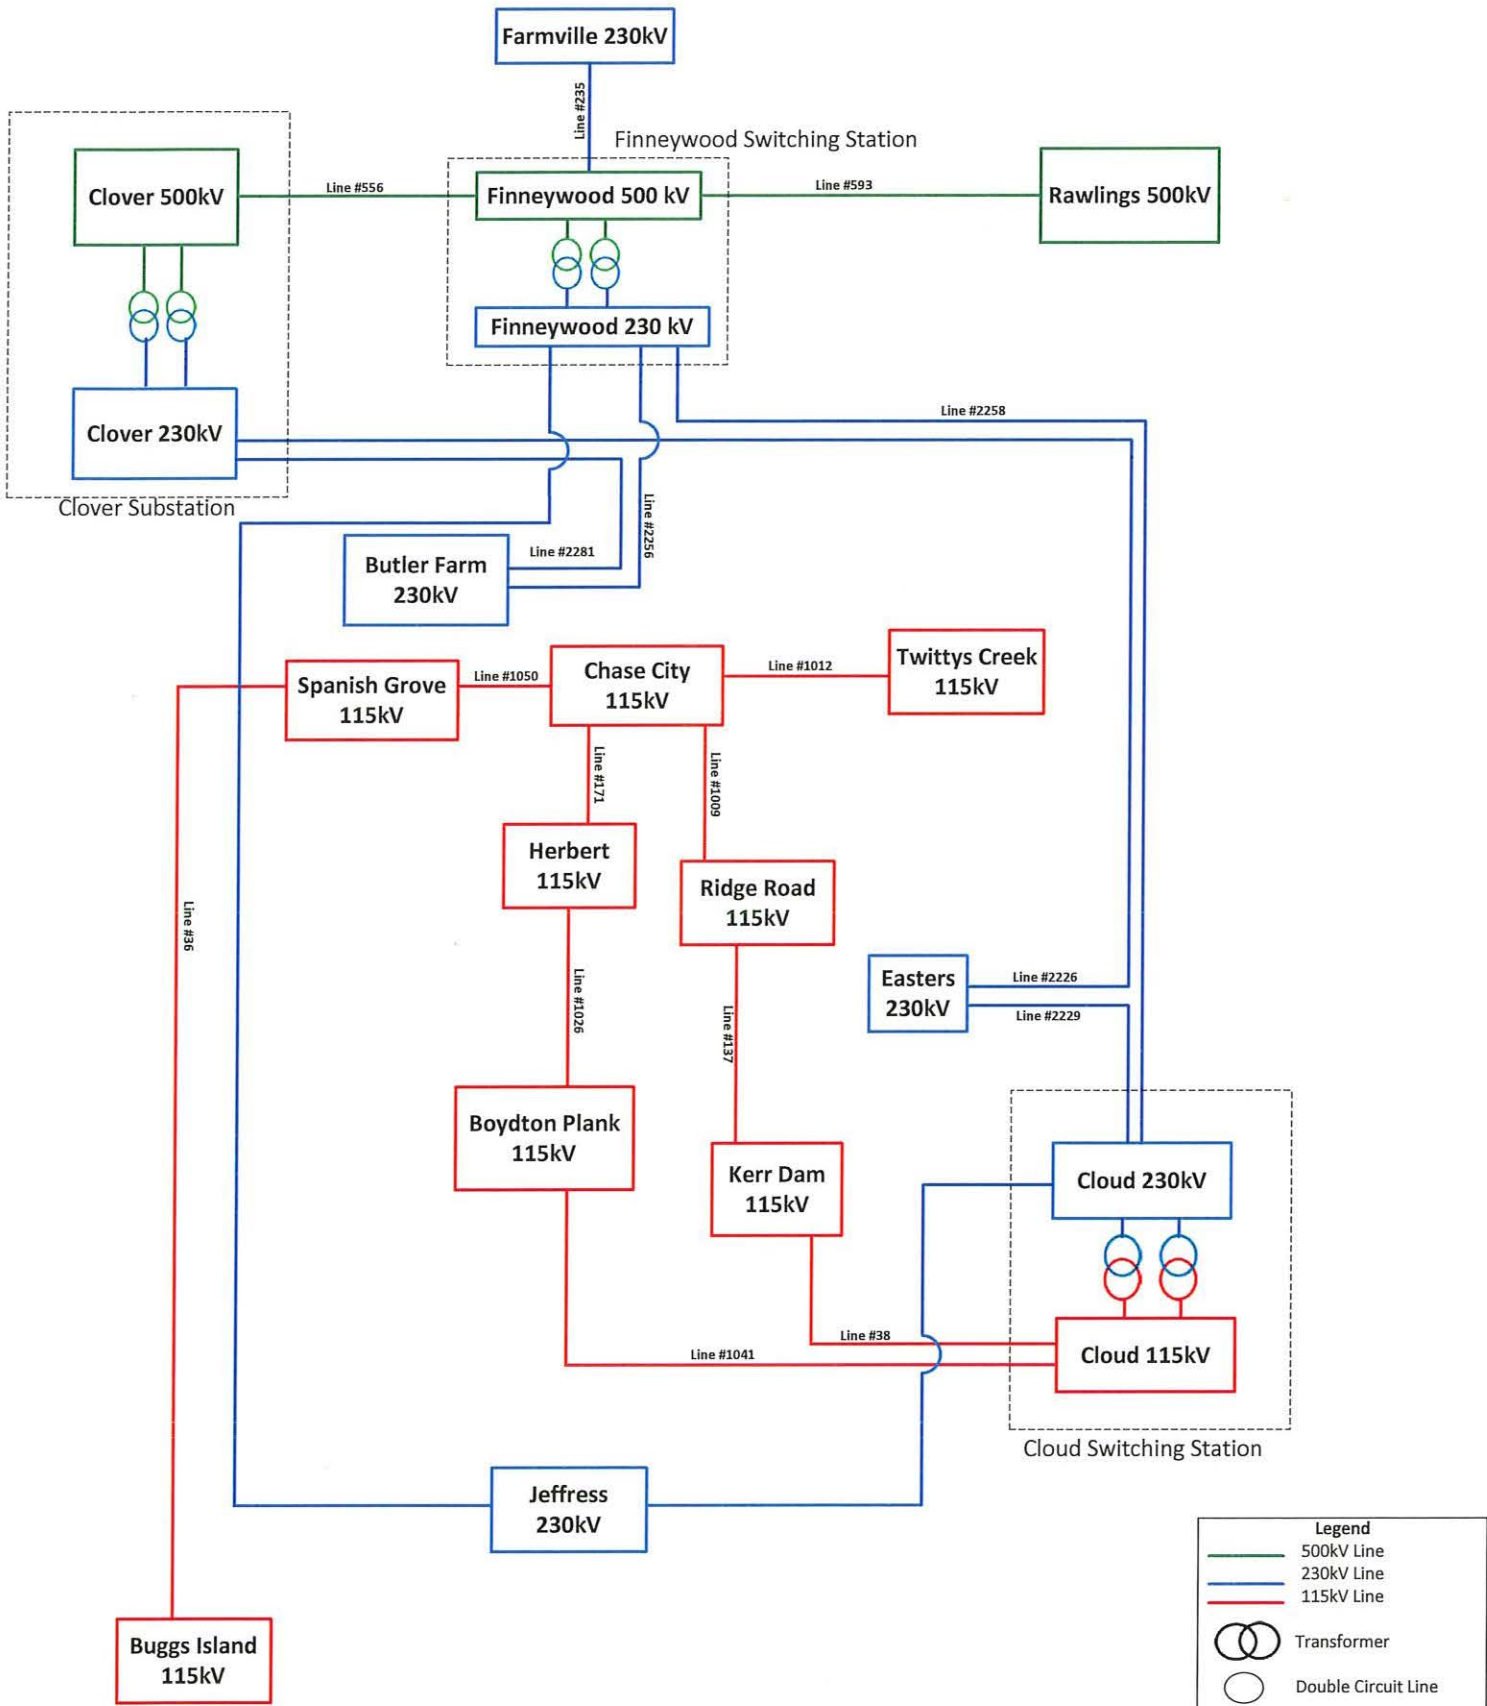 Farmville 230kV
Line #235
Finneywood Switching Station
Clover 500kV
Line #556
Finneywood 500 kV
Line #593
Rawlings 500kV
Finneywood 230 kV
Clover 230kV
Line #2258
Clover Substation
Line #2256
Butler Farm
230kV
Line #2281
Spanish Grove
115kV
Line #1050
Chase City
115kV
Line #1012
Twittys Creek
115kV
Line #171
Line #1009
Herbert
115kV
Ridge Road
115kV
Line #36
Line #1026
Line #137
Easters
230kV
Line #2226
Line #2229
Boydton Plank
115kV
Kerr Dam
115kV
Cloud 230kV
Line #38
Line #1041
Cloud 115kV
Cloud Switching Station
Jeffress
230kV
Buggs Island
115kV
Legend
500kV Line
230kV Line
115kV Line
Transformer
Double Circuit Line